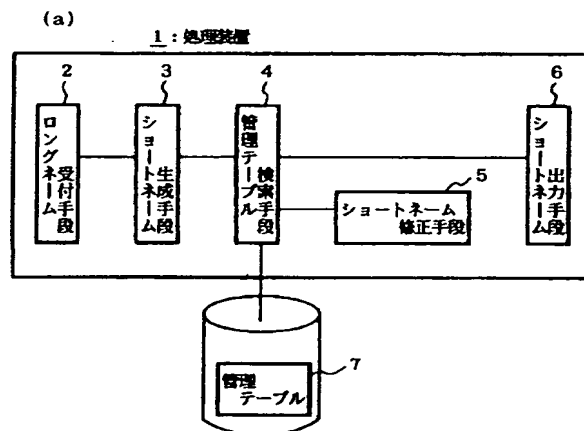 (a)
1：処理装置
2
3
4
6
ロングネーム
受付手段
ショートネーム
生成手段
管理テーブル
検索手段
5
ショートネーム
修正手段
ショートネーム
出力手段
7
管理
テーブル